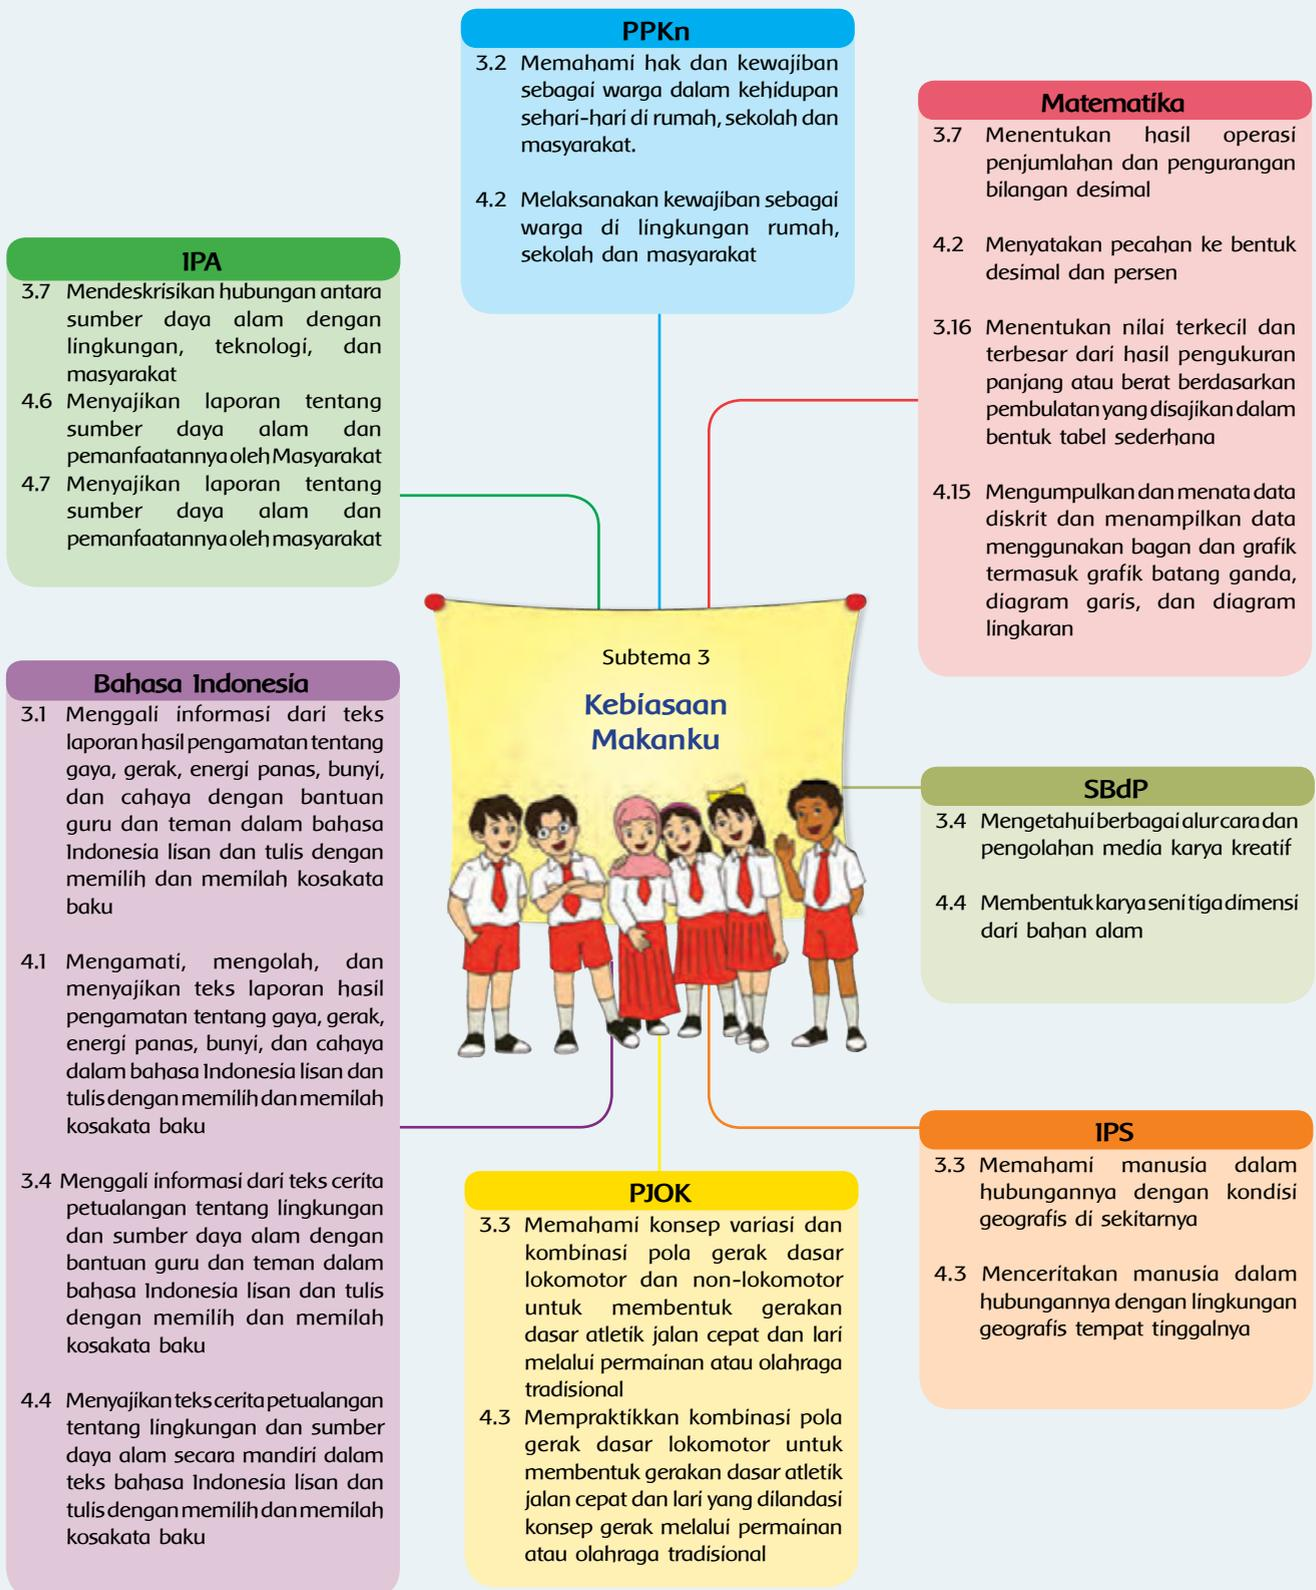 PPKn
3.2 Memahami hak dan kewajiban
sebagai warga dalam kehidupan
sehari-hari di rumah, sekolah dan
masyarakat.
4.2 Melaksanakan kewajiban sebagai
warga di lingkungan rumah,
sekolah dan masyarakat
Matematika
3.7 Menentukan hasil operasi
penjumlahan dan pengurangan
bilangan desimal
4.2 Menyatakan pecahan ke bentuk
desimal dan persen
3.16 Menentukan nilai terkecil dan
terbesar dari hasil pengukuran
panjang atau berat berdasarkan
pembulatan yang disajikan dalam
bentuk tabel sederhana
4.15 Mengumpulkan dan menata data
diskrit dan menampilkan data
menggunakan bagan dan grafik
termasuk grafik batang ganda,
diagram garis, dan diagram
lingkaran
IPA
3.7 Mendeskrisikan hubungan antara
sumber daya alam dengan
lingkungan, teknologi, dan
masyarakat
4.6 Menyajikan laporan tentang
sumber daya alam dan
pemanfaatannya oleh Masyarakat
4.7 Menyajikan laporan tentang
sumber daya alam dan
pemanfaatannya oleh masyarakat
Subtema 3
Kebiasaan
Makanku
Bahasa Indonesia
3.1 Menggali informasi dari teks
laporan hasil pengamatan tentang
gaya, gerak, energi panas, bunyi,
dan cahaya dengan bantuan
guru dan teman dalam bahasa
Indonesia lisan dan tulis dengan
memilih dan memilah kosakata
baku
4.1 Mengamati, mengolah, dan
menyajikan teks laporan hasil
pengamatan tentang gaya, gerak,
energi panas, bunyi, dan cahaya
dalam bahasa Indonesia lisan dan
tulis dengan memilih dan memilah
kosakata baku
3.4 Menggali informasi dari teks cerita
petualangan tentang lingkungan
dan sumber daya alam dengan
bantuan guru dan teman dalam
bahasa Indonesia lisan dan tulis
dengan memilih dan memilah
kosakata baku
4.4 Menyajikan teks cerita petualangan
tentang lingkungan dan sumber
daya alam secara mandiri dalam
teks bahasa Indonesia lisan dan
tulis dengan memilih dan memilah
kosakata baku
SBdP
3.4 Mengetahui berbagai alur cara dan
pengolahan media karya kreatif
4.4 Membentuk karya seni tiga dimensi
dari bahan alam
PJOK
3.3 Memahami konsep variasi dan
kombinasi pola gerak dasar
lokomotor dan non-lokomotor
untuk membentuk gerakan
dasar atletik jalan cepat dan lari
melalui permainan atau olahraga
tradisional
4.3 Mempraktikkan kombinasi pola
gerak dasar lokomotor untuk
membentuk gerakan dasar atletik
jalan cepat dan lari yang dilandasi
konsep gerak melalui permainan
atau olahraga tradisional
IPS
3.3 Memahami manusia dalam
hubungannya dengan kondisi
geografis di sekitarnya
4.3 Menceritakan manusia dalam
hubungannya dengan lingkungan
geografis tempat tinggalnya